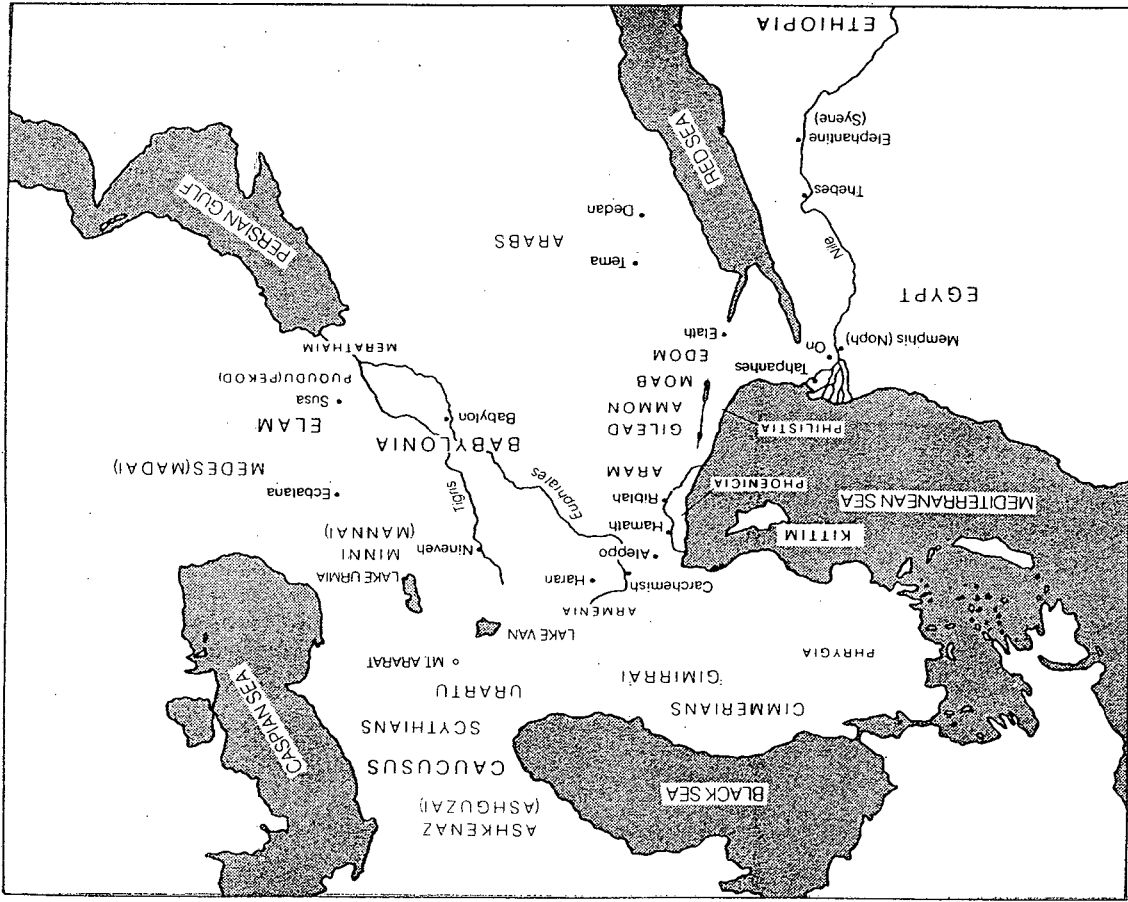 ASHKENAZ
(ASHGUZAI)
BLACK SEA
CAUCUSUS
CASPIAN SEA
SCYTHIANS
CIMMERIANS
GIMIRRAI
URARTU
PHRYGIA
MT. ARARAT
LAKE VAN
ARMENIA
LAKE URMIA
Carchemish
Haran
MINNI
(MANNAI)
Aleppo
Nineveh
KITTIM
Hamath
MEDITERRANEAN SEA
Riblah
Euphrates
Tigris
Ecbatana
PHOENICIA
ARAM
MEDES (MADAI)
BABYLONIA
PHILISTIA
GILEAD
Babylon
ELAM
AMMON
Susa
MOAB
PUQUDU (PEKOD)
Tahpanhes
EDOM
MERATHAIM
On
Memphis (Noph)
Elath
EGYPT
Tema
PERSIAN GULF
Nile
ARABS
Dedan
Thebes
RED SEA
Elephantine
(Syene)
ETHIOPIA